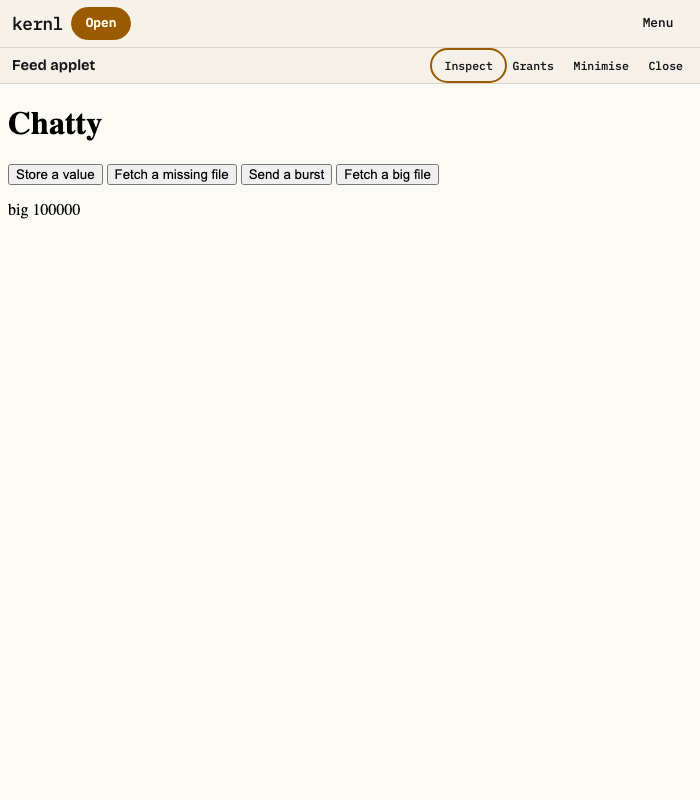 kernl Open Menu
Feed applet Inspect Grants Minimise Close
Chatty
Store a value Fetch a missing file Send a burst Fetch a big file
big 100000